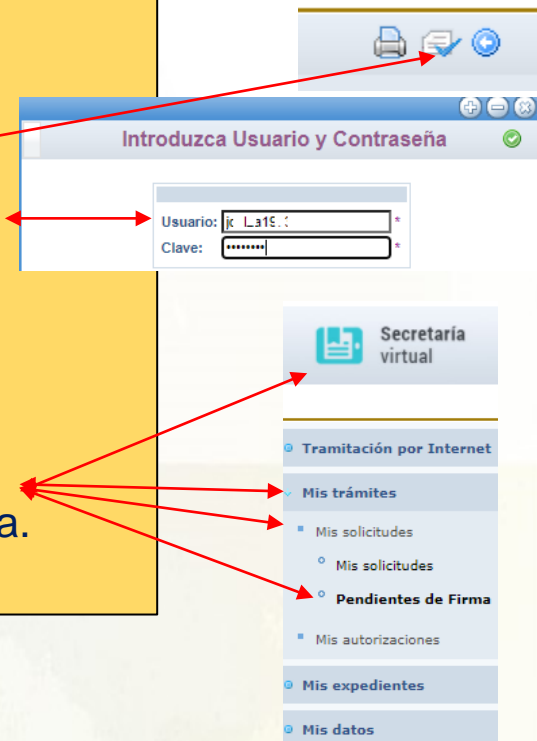 Introduzca Usuario y Contraseña
Usuario: *
Clave: •••••••• *
Secretaría
virtual
Tramitación por Internet
Mis trámites
Mis solicitudes
Mis solicitudes
a.
Pendientes de Firma
Mis autorizaciones
Mis expedientes
Mis datos